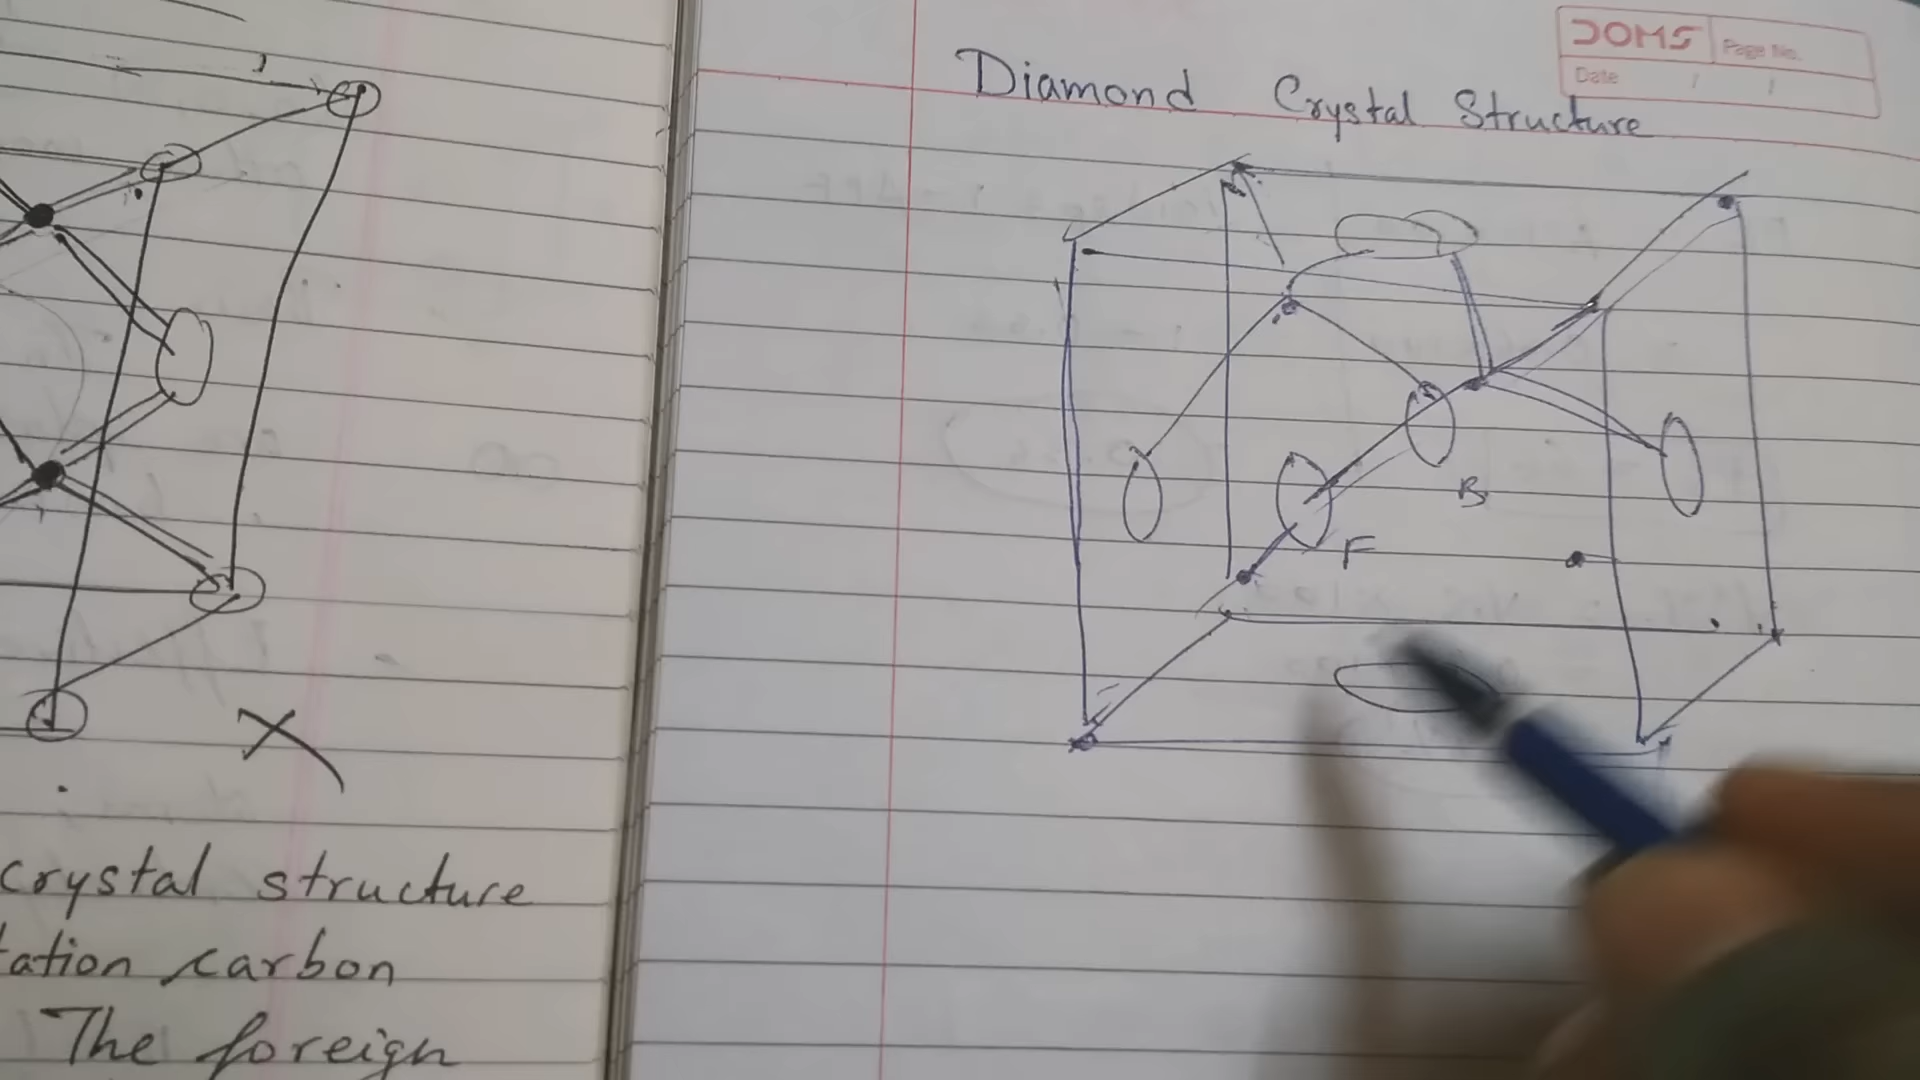 crystal structure
tation carbon
The foreign
DOMS
Page No.
Date / /
Diamond Crystal Structure
B
F